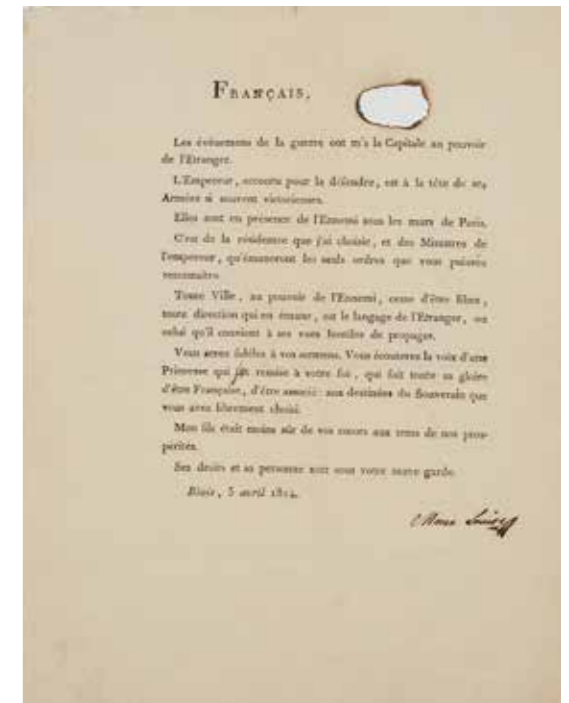 FRANÇAIS,
Les événemens de la guerre ont mis la Capitale au pouvoir
de l'Etranger.
L'Empereur, accouru pour la défendre, est à la tête de ses
Armées si souvent victorieuses.
Elles sont en présence de l'Ennemi sous les murs de Paris.
C'est de la résidence que j'ai choisie, et des Ministres de
l'empereur, qu'émaneront les seuls ordres que vous puissiez
reconnaître.
Toute Ville, au pouvoir de l'Ennemi, cesse d'être libre,
toute direction qui en émane, est le langage de l'Etranger, ou
celui qu'il convient à ses vues hostiles de propager.
Vous serez fidèles à vos sermens. Vous écouterez la voix d'une
Princesse qui fut remise à votre foi, qui fait toute sa gloire
d'être Française, d'être associée aux destinées du Souverain que
vous avez librement choisi.
Mon fils était moins sûr de vos cœurs aux tems de nos pros-
pérités.
Ses droits et sa personne sont sous votre sauve garde.
Blois, 3 avril 1814.
Marie Louise